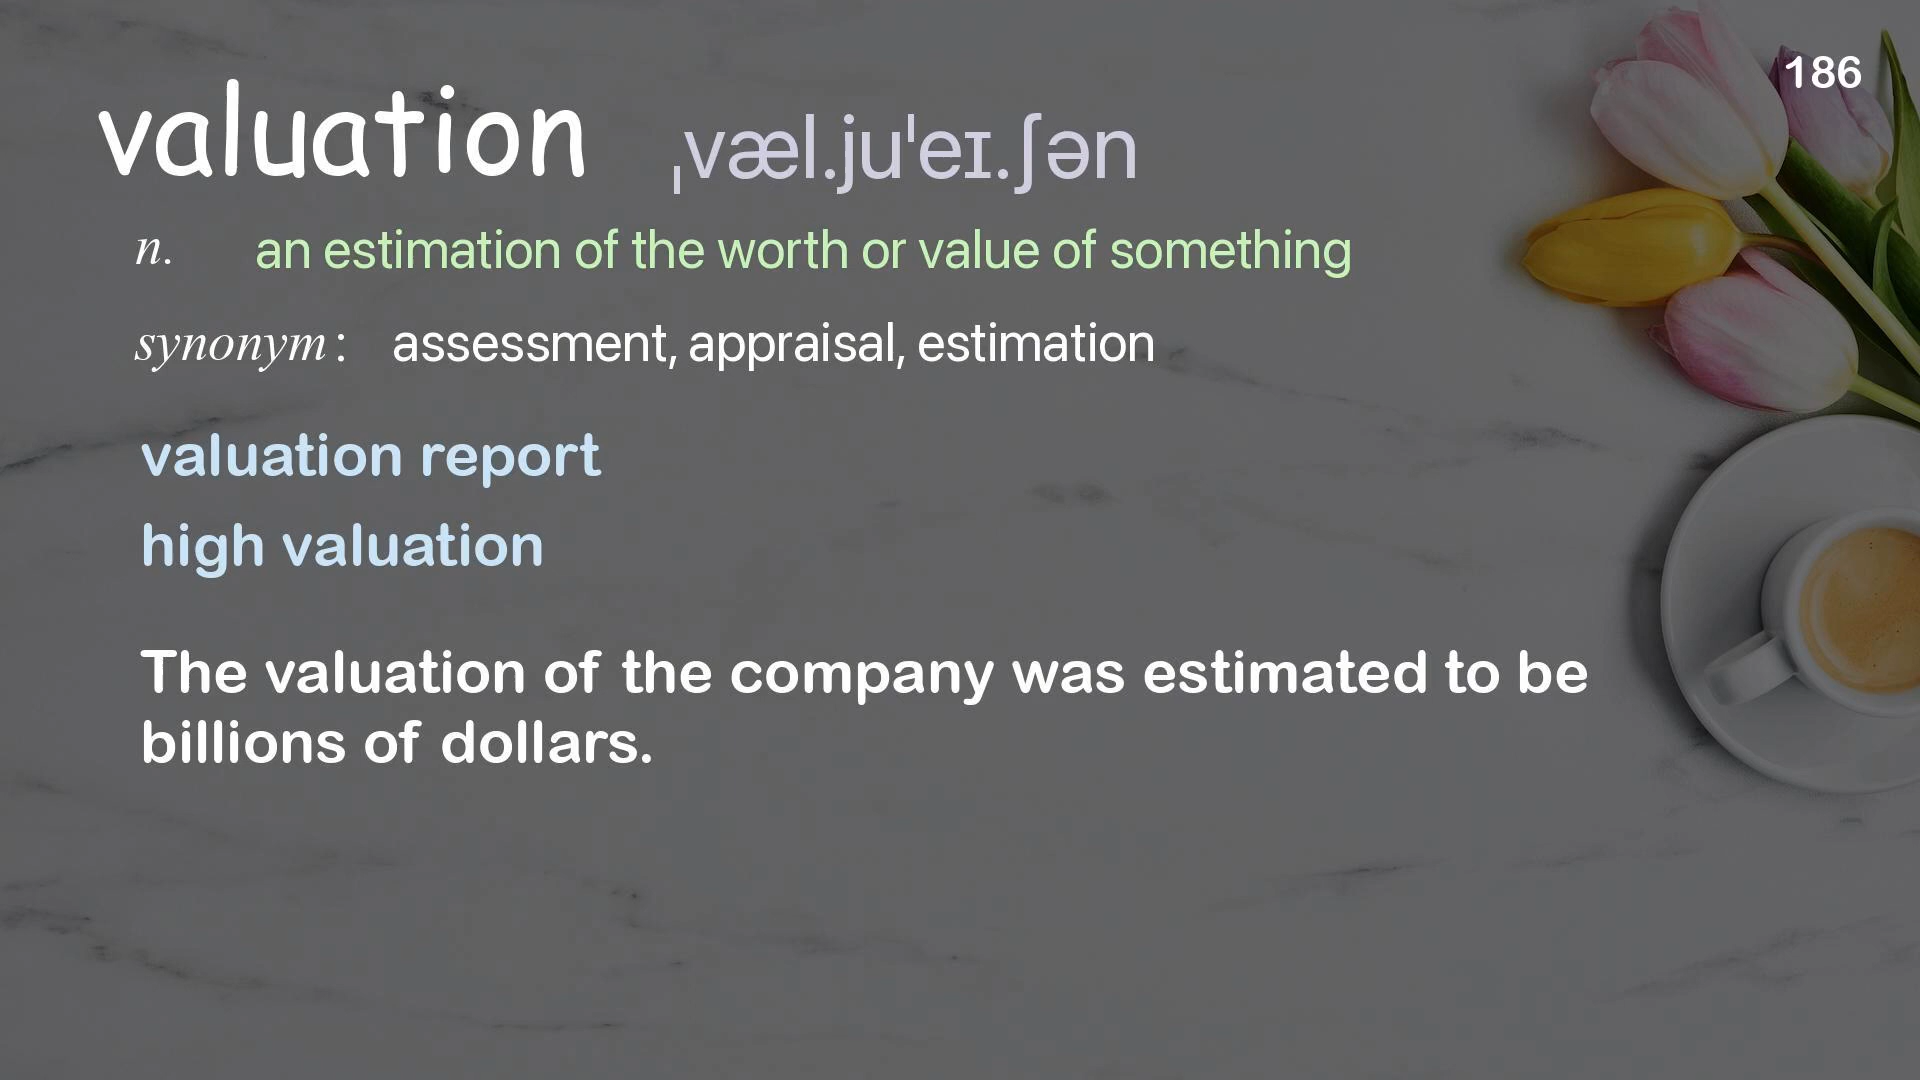 186
valuation ˌvæl.juˈeɪ.ʃən
n. an estimation of the worth or value of something
synonym: assessment, appraisal, estimation
valuation report
high valuation
The valuation of the company was estimated to be
billions of dollars.